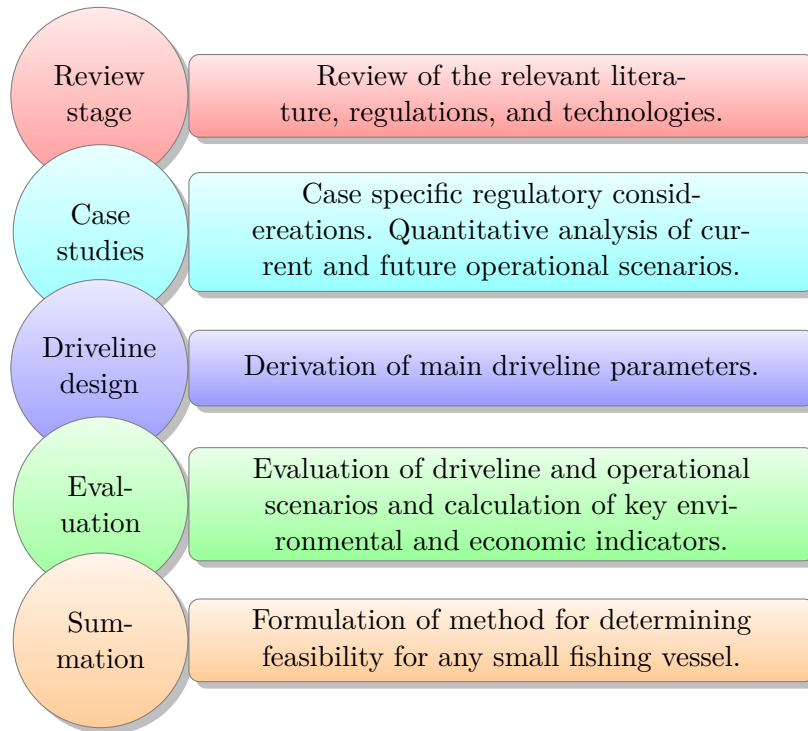 Review
stage
Review of the relevant litera-
ture, regulations, and technologies.
Case
studies
Case specific regulatory consid-
ereations. Quantitative analysis of cur-
rent and future operational scenarios.
Driveline
design
Derivation of main driveline parameters.
Eval-
uation
Evaluation of driveline and operational
scenarios and calculation of key envi-
ronmental and economic indicators.
Sum-
mation
Formulation of method for determining
feasibility for any small fishing vessel.